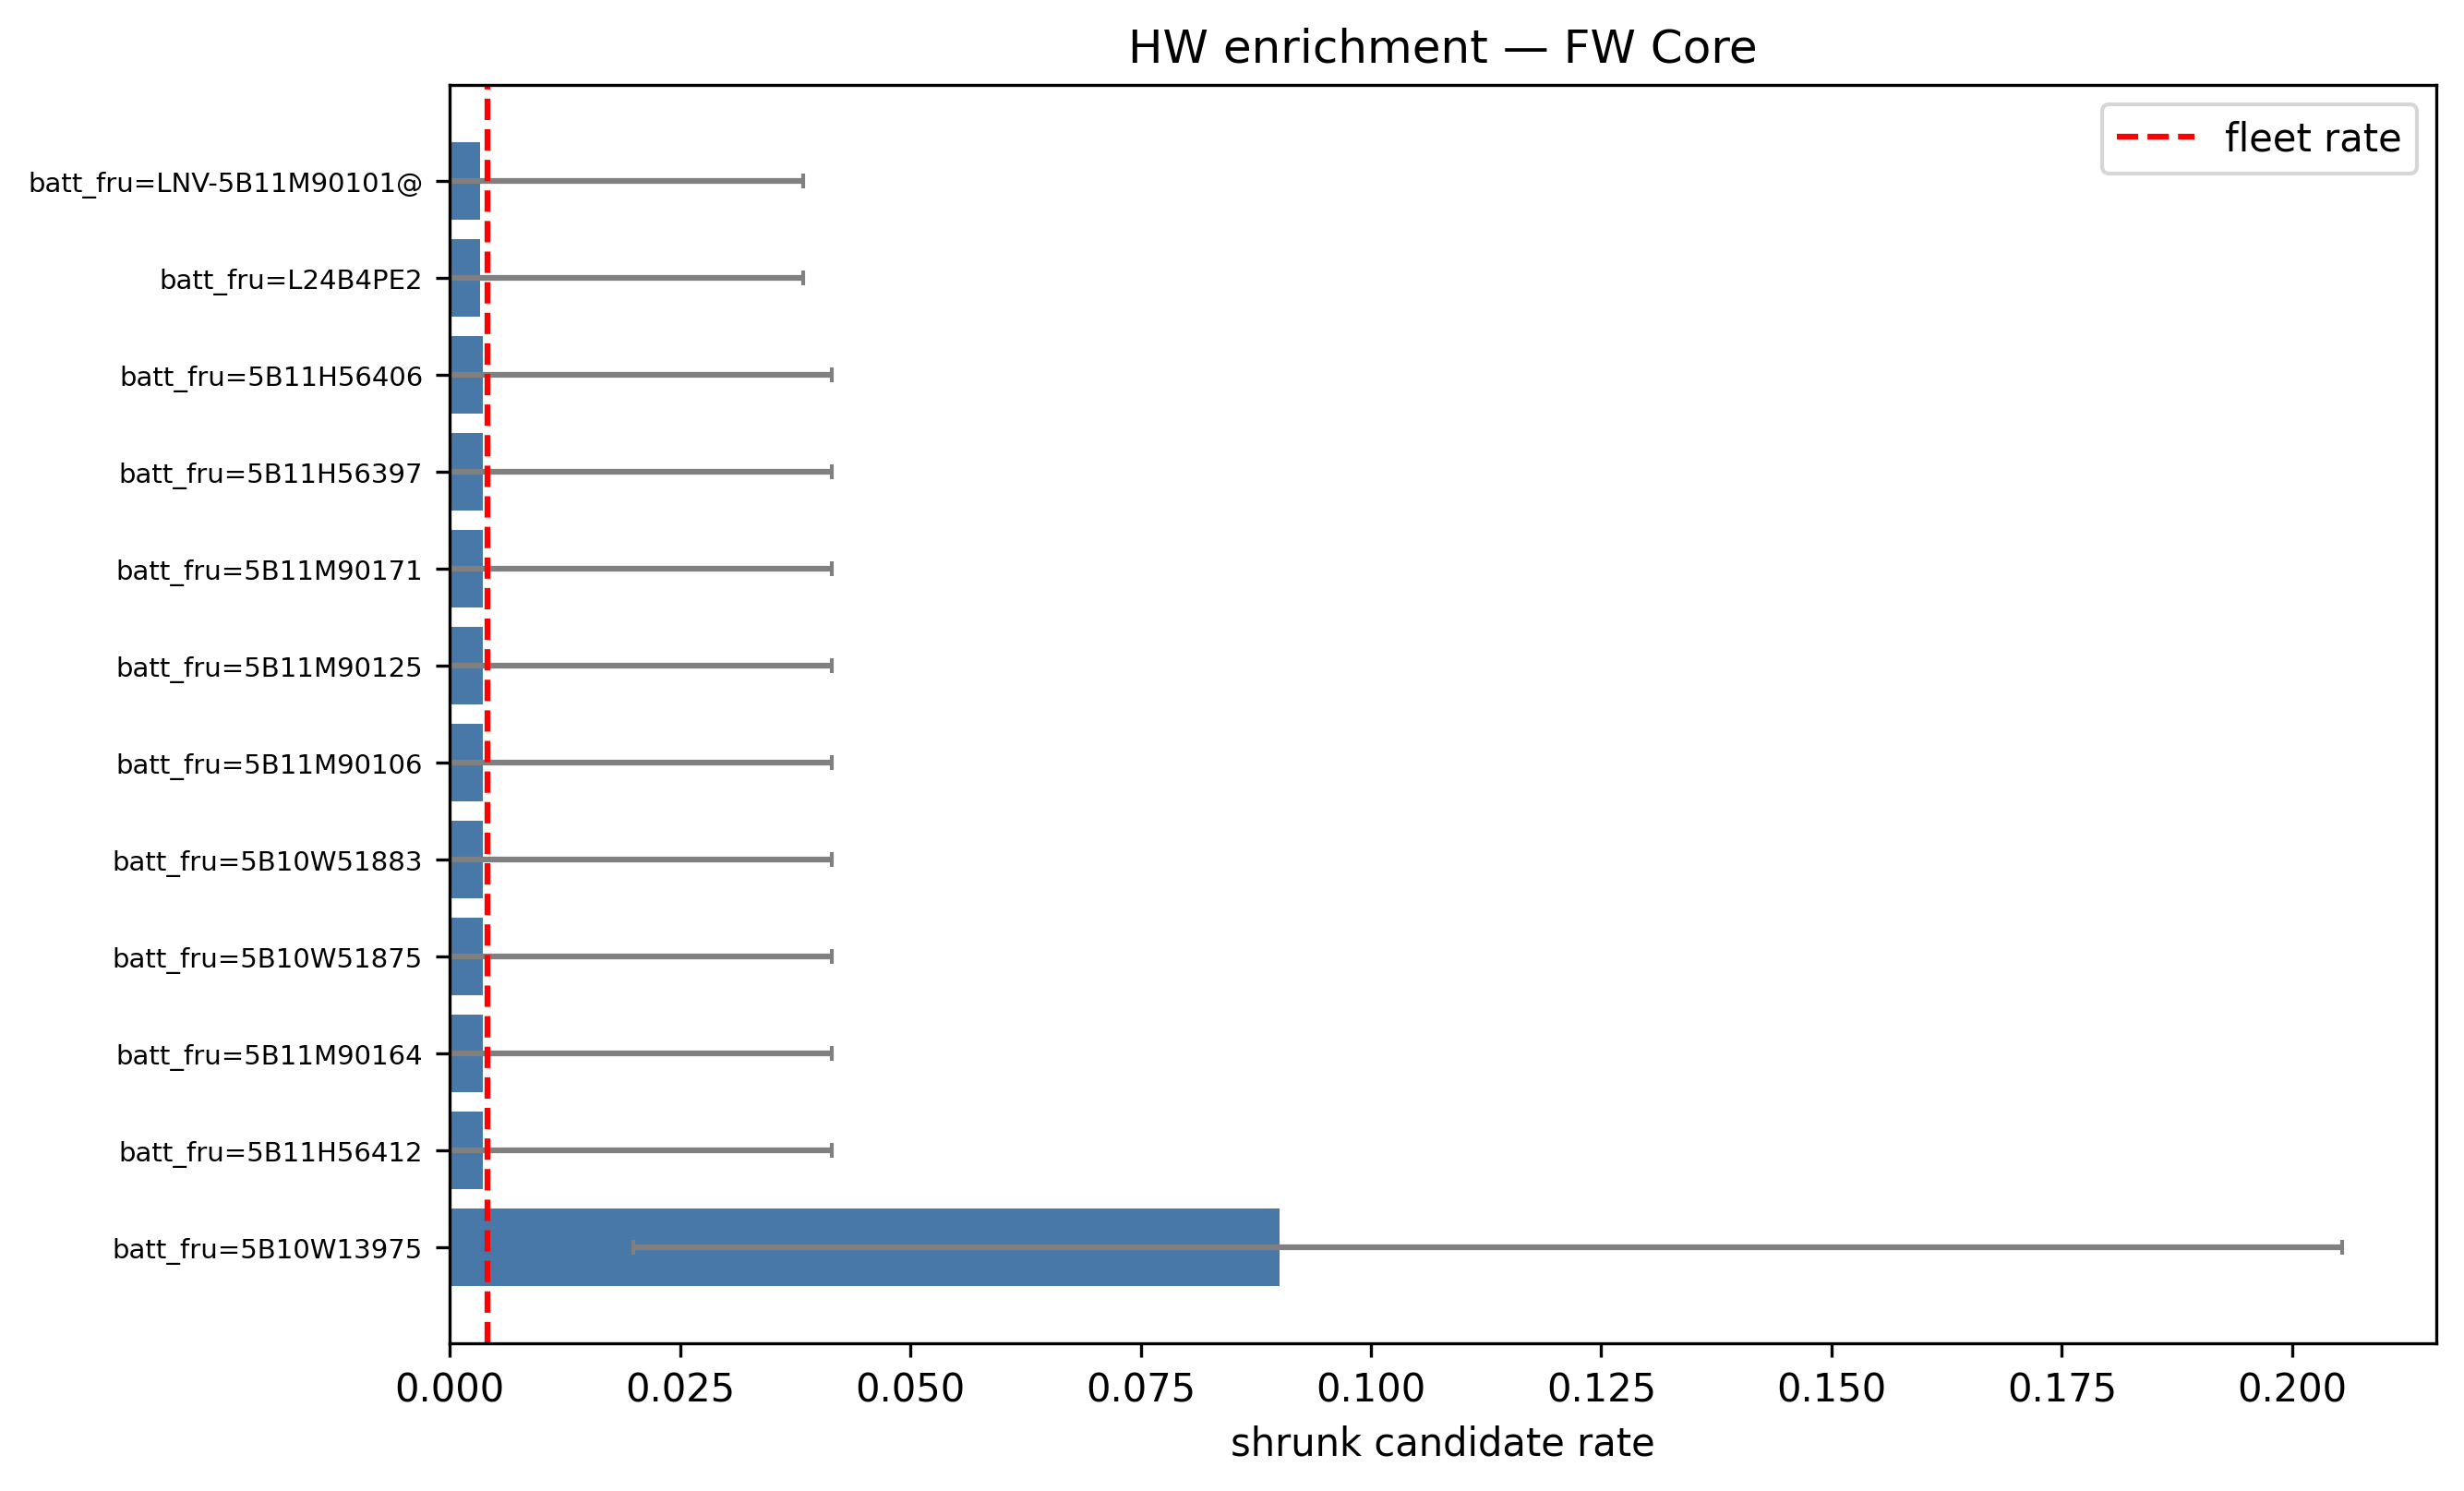 HW enrichment — FW Core
fleet rate
batt_fru=LNV-5B11M90101@
batt_fru=L24B4PE2
batt_fru=5B11H56406
batt_fru=5B11H56397
batt_fru=5B11M90171
batt_fru=5B11M90125
batt_fru=5B11M90106
batt_fru=5B10W51883
batt_fru=5B10W51875
batt_fru=5B11M90164
batt_fru=5B11H56412
batt_fru=5B10W13975
0.000 0.025 0.050 0.075 0.100 0.125 0.150 0.175 0.200
shrunk candidate rate